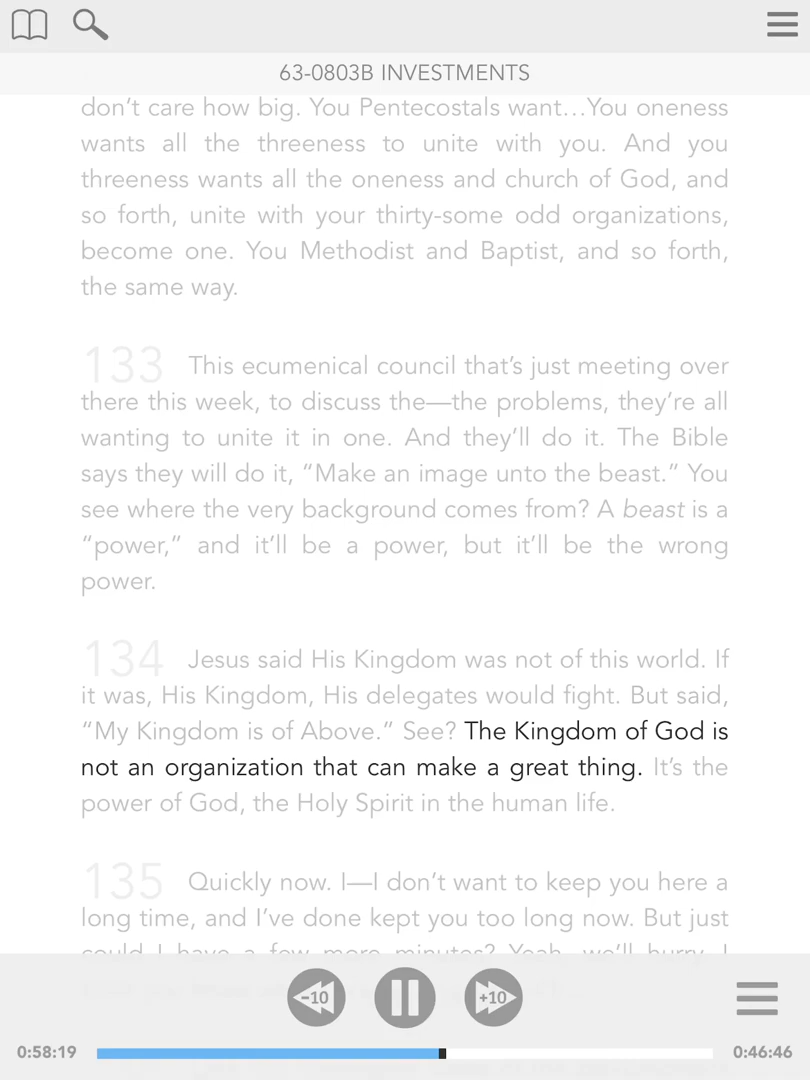 63-0803B INVESTMENTS
don’t care how big. You Pentecostals want…You oneness
wants all the threeness to unite with you. And you
threeness wants all the oneness and church of God, and
so forth, unite with your thirty-some odd organizations,
become one. You Methodist and Baptist, and so forth,
the same way.
133 This ecumenical council that’s just meeting over
there this week, to discuss the—the problems, they’re all
wanting to unite it in one. And they’ll do it. The Bible
says they will do it, “Make an image unto the beast.” You
see where the very background comes from? A beast is a
“power,” and it’ll be a power, but it’ll be the wrong
power.
134 Jesus said His Kingdom was not of this world. If
it was, His Kingdom, His delegates would fight. But said,
“My Kingdom is of Above.” See? The Kingdom of God is
not an organization that can make a great thing. It’s the
power of God, the Holy Spirit in the human life.
135 Quickly now. I—I don’t want to keep you here a
long time, and I’ve done kept you too long now. But just
could I have a few more minutes? Yeah, we’ll hurry. I
-10 +10
0:58:19 0:46:46